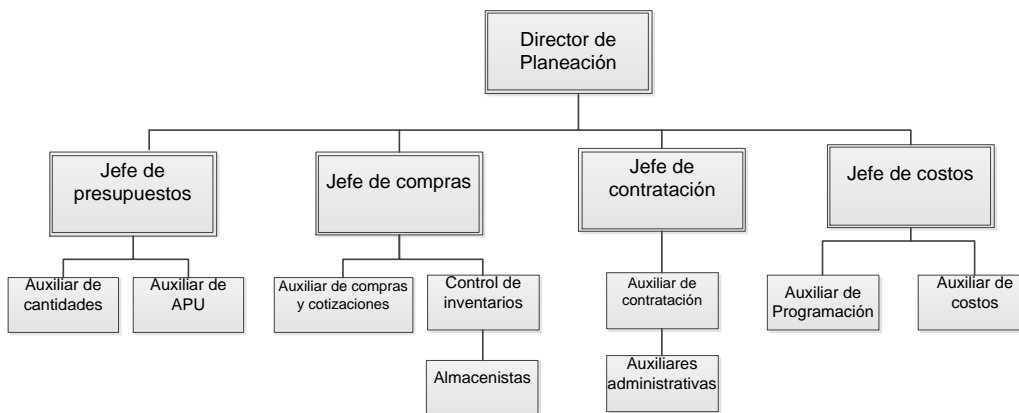 Director de
Planeación
Jefe de
presupuestos
Jefe de compras
Jefe de
contratación
Jefe de costos
Auxiliar de
cantidades
Auxiliar de
APU
Auxiliar de compras
y cotizaciones
Control de
inventarios
Auxiliar de
contratación
Auxiliar de
Programación
Auxiliar de
costos
Almacenistas
Auxiliares
administrativas